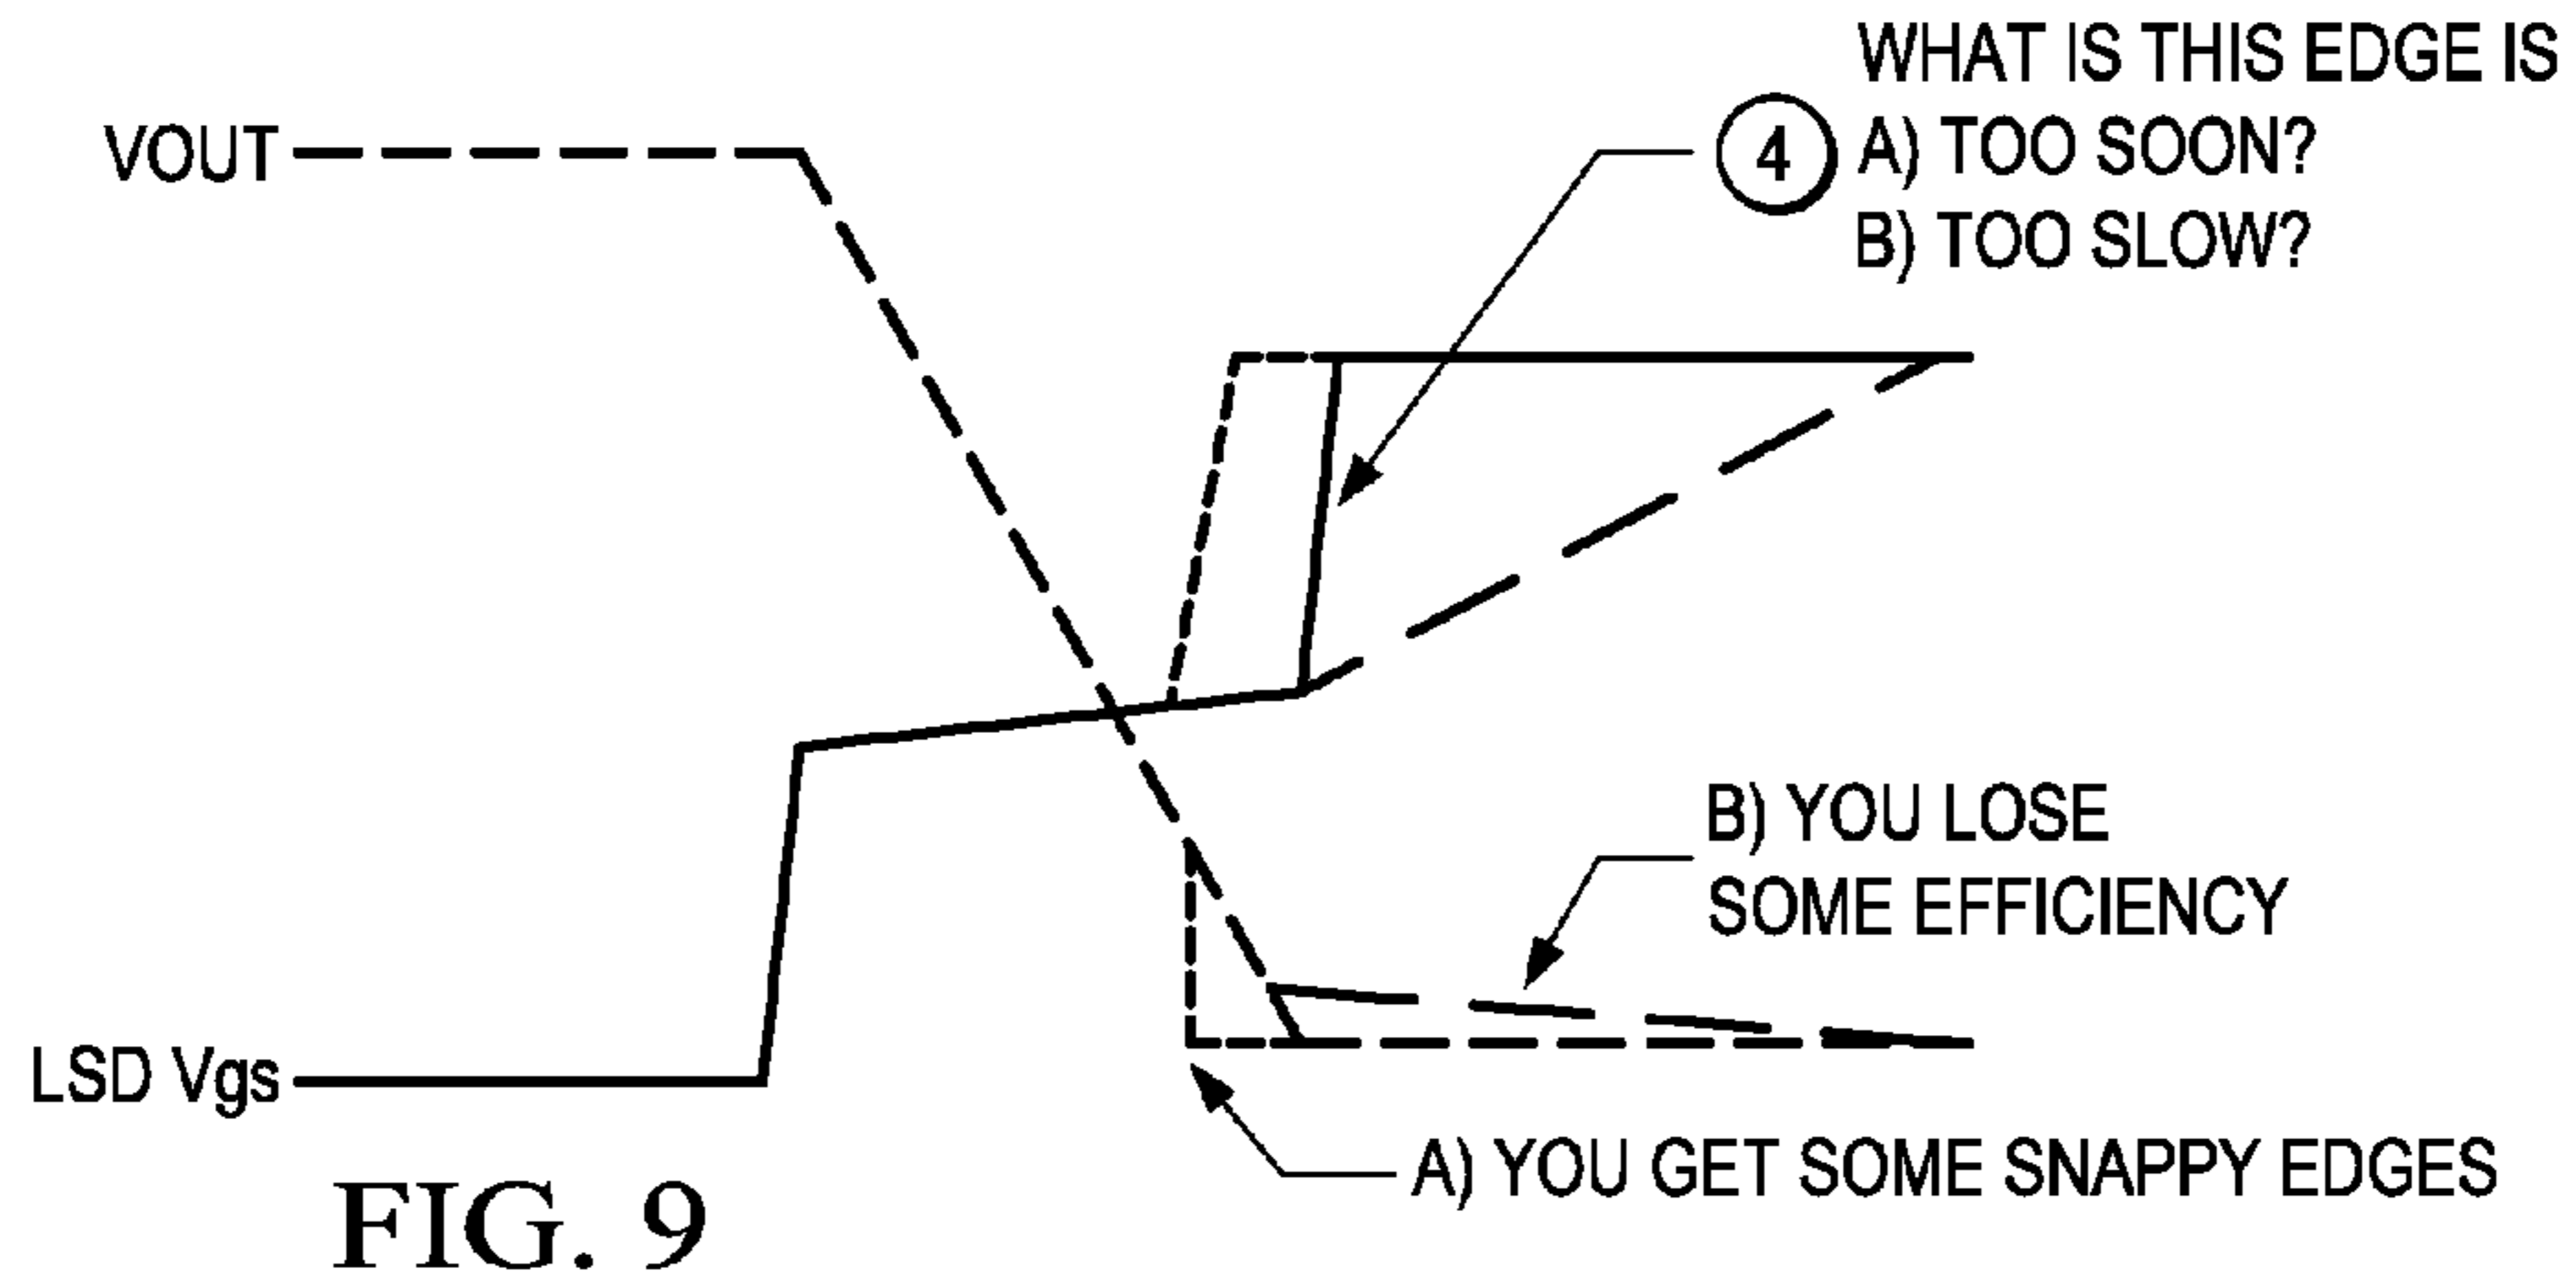 WHAT IS THIS EDGE IS
VOUT
4 A) TOO SOON?
B) TOO SLOW?
B) YOU LOSE
SOME EFFICIENCY
LSD Vgs
A) YOU GET SOME SNAPPY EDGES
FIG. 9